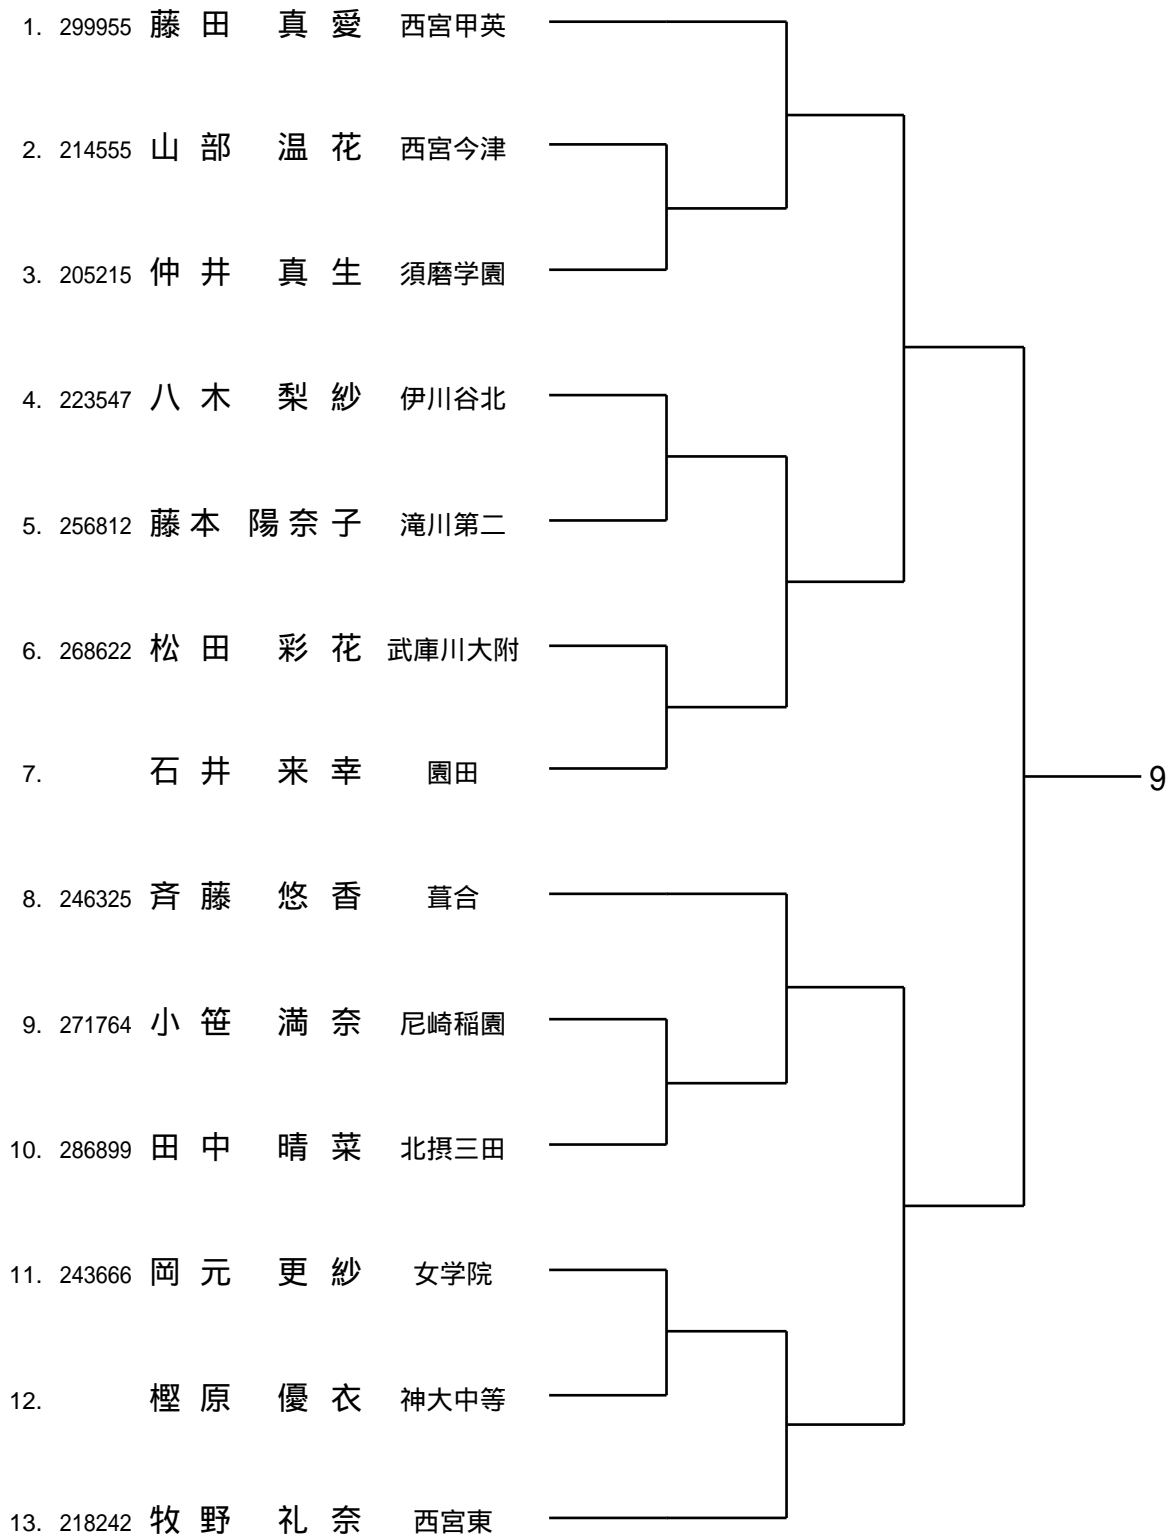 1. 299955 藤田 真愛 西宮甲英
2. 214555 山部 温花 西宮今津
3. 205215 仲井 真生 須磨学園
4. 223547 八木 梨紗 伊川谷北
5. 256812 藤本 陽奈子 滝川第二
6. 268622 松田 彩花 武庫川大附
7. 石井 来幸 園田
9
8. 246325 斉藤 悠香 葺合
9. 271764 小笹 満奈 尼崎稲園
10. 286899 田中 晴菜 北摂三田
11. 243666 岡元 更紗 女学院
12. 樫原 優衣 神大中等
13. 218242 牧野 礼奈 西宮東